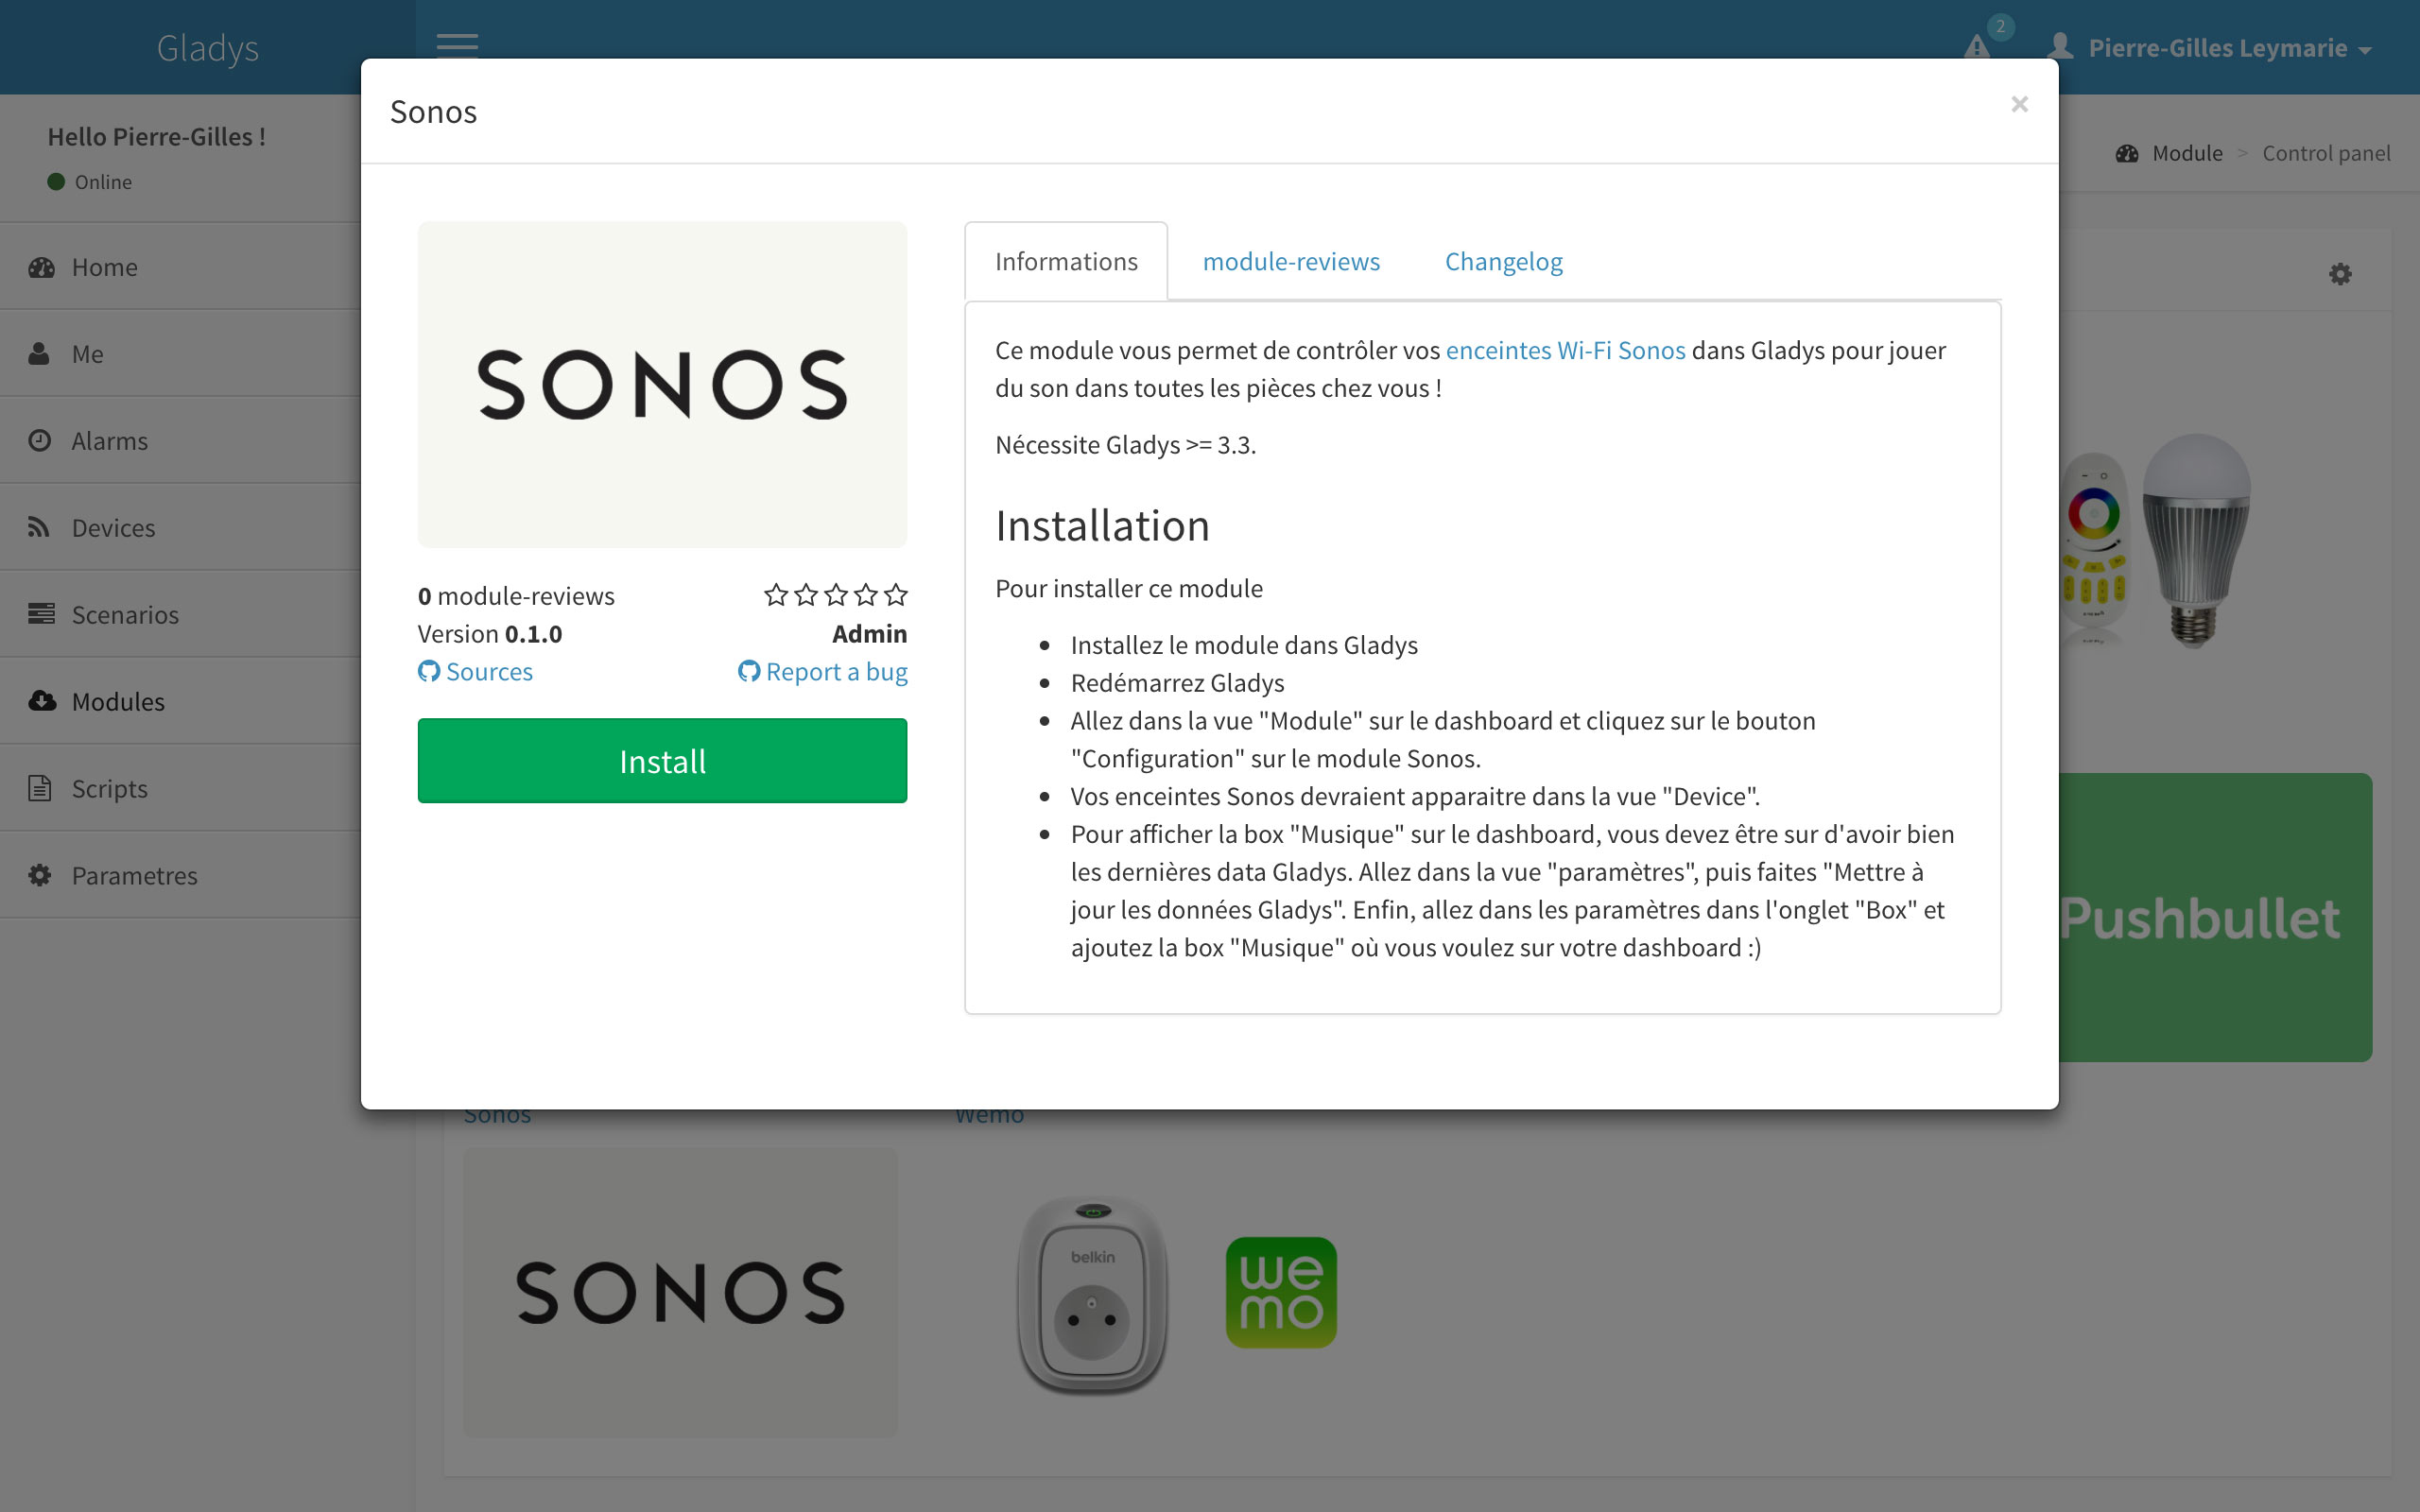 Gladys
2
Pierre-Gilles Leymarie
Hello Pierre-Gilles !
Online
Module > Control panel
Home
Me
Alarms
Devices
Scenarios
Modules
Scripts
Parametres
Sonos
×
SONOS
0 module-reviews
Version 0.1.0
Admin
Sources
Report a bug
Install
Informations
module-reviews
Changelog
Ce module vous permet de contrôler vos enceintes Wi-Fi Sonos dans Gladys pour jouer
du son dans toutes les pièces chez vous !
Nécessite Gladys >= 3.3.
Installation
Pour installer ce module
• Installez le module dans Gladys
• Redémarrez Gladys
• Allez dans la vue "Module" sur le dashboard et cliquez sur le bouton
"Configuration" sur le module Sonos.
• Vos enceintes Sonos devraient apparaitre dans la vue "Device".
• Pour afficher la box "Musique" sur le dashboard, vous devez être sur d'avoir bien
les dernières data Gladys. Allez dans la vue "paramètres", puis faites "Mettre à
jour les données Gladys". Enfin, allez dans les paramètres dans l'onglet "Box" et
ajoutez la box "Musique" où vous voulez sur votre dashboard :)
Pushbullet
Sonos
Wemo
SONOS
belkin
we
mo